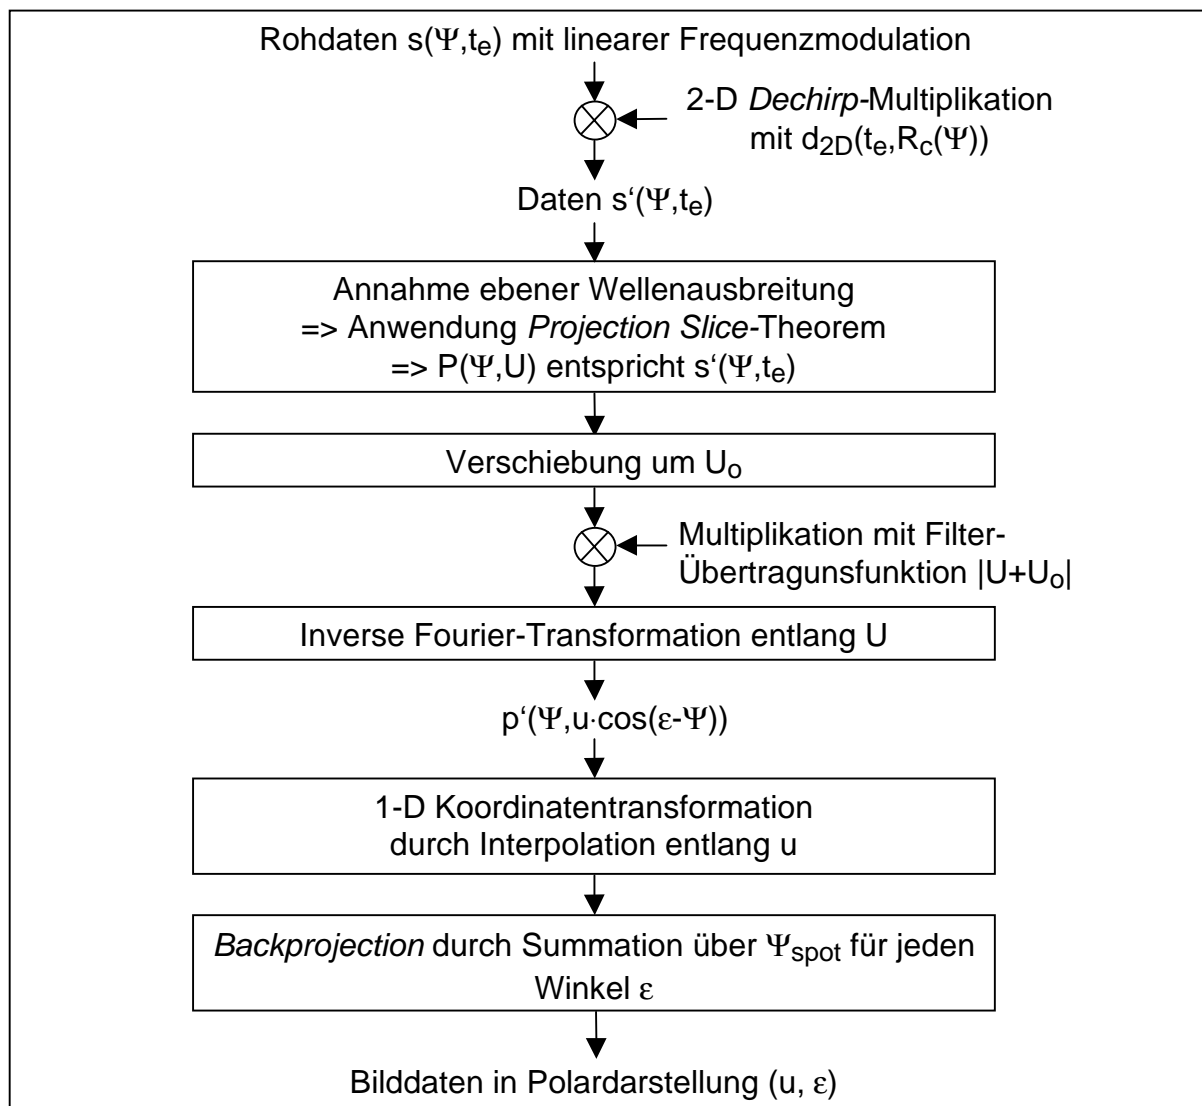 Rohdaten s(Ψ,te) mit linearer Frequenzmodulation
2-D Dechirp-Multiplikation
mit d2D(te,Rc(Ψ))
Daten s‘(Ψ,te)
Annahme ebener Wellenausbreitung
=> Anwendung Projection Slice-Theorem
=> P(Ψ,U) entspricht s‘(Ψ,te)
Verschiebung um Uo
Multiplikation mit Filter-
Übertragunsfunktion |U+Uo|
Inverse Fourier-Transformation entlang U
p‘(Ψ,u·cos(ε-Ψ))
1-D Koordinatentransformation
durch Interpolation entlang u
Backprojection durch Summation über Ψspot für jeden
Winkel ε
Bilddaten in Polardarstellung (u, ε)